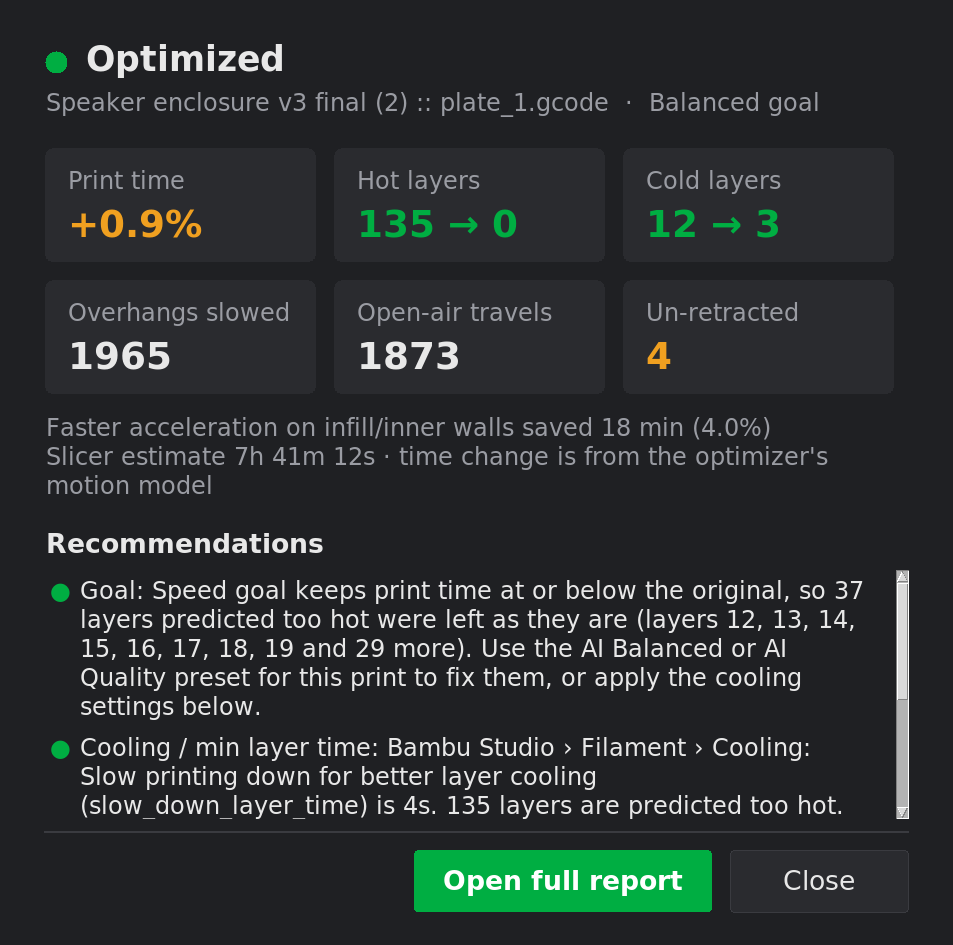 Optimized
Speaker enclosure v3 final (2) :: plate_1.gcode · Balanced goal
Print time
+0.9%
Hot layers
135 → 0
Cold layers
12 → 3
Overhangs slowed
1965
Open-air travels
1873
Un-retracted
4
Faster acceleration on infill/inner walls saved 18 min (4.0%)
Slicer estimate 7h 41m 12s · time change is from the optimizer's
motion model
Recommendations
Goal: Speed goal keeps print time at or below the original, so 37
layers predicted too hot were left as they are (layers 12, 13, 14,
15, 16, 17, 18, 19 and 29 more). Use the AI Balanced or AI
Quality preset for this print to fix them, or apply the cooling
settings below.
Cooling / min layer time: Bambu Studio › Filament › Cooling:
Slow printing down for better layer cooling
(slow_down_layer_time) is 4s. 135 layers are predicted too hot.
Open full report
Close